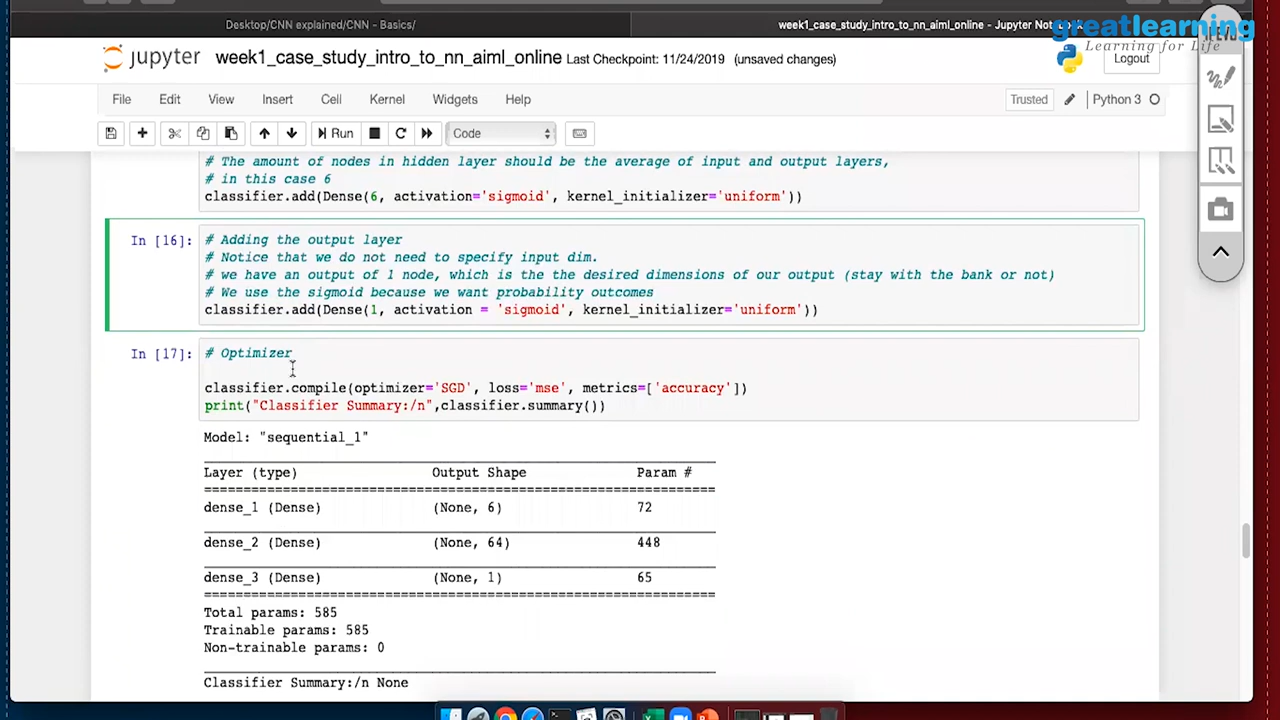 Desktop/CNN explained/CNN - Basics/
week1_case_study_intro_to_nn_aiml_online - Jupyter Notebook
greatlearning
Learning for Life
jupyter week1_case_study_intro_to_nn_aiml_online Last Checkpoint: 11/24/2019 (unsaved changes)
Logout
File Edit View Insert Cell Kernel Widgets Help
Trusted Python 3
Run Code
# The amount of nodes in hidden layer should be the average of input and output layers,
# in this case 6
classifier.add(Dense(6, activation='sigmoid', kernel_initializer='uniform'))
In [16]: # Adding the output layer
# Notice that we do not need to specify input dim.
# we have an output of 1 node, which is the the desired dimensions of our output (stay with the bank or not)
# We use the sigmoid because we want probability outcomes
classifier.add(Dense(1, activation = 'sigmoid', kernel_initializer='uniform'))
In [17]: # Optimizer
classifier.compile(optimizer='SGD', loss='mse', metrics=['accuracy'])
print("Classifier Summary:/n",classifier.summary())
Model: "sequential_1"
Layer (type) Output Shape Param #
dense_1 (Dense) (None, 6) 72
dense_2 (Dense) (None, 64) 448
dense_3 (Dense) (None, 1) 65
Total params: 585
Trainable params: 585
Non-trainable params: 0
Classifier Summary:/n None